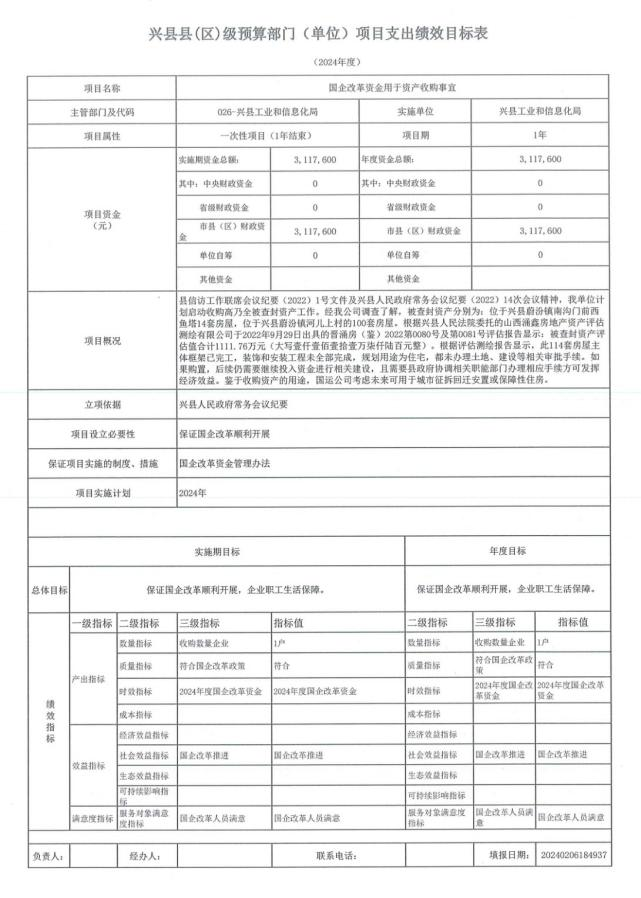 兴县县(区)级预算部门（单位）项目支出绩效目标表
（2024年度）
项目名称 国企改革资金用于资产收购事宜
主管部门及代码 026-兴县工业和信息化局 实施单位 兴县工业和信息化局
项目属性 一次性项目（1年结束） 项目期 1年
项目资金
（元）
实施期资金总额： 3,117,600 年度资金总额： 3,117,600
其中：中央财政资金 0 其中：中央财政资金 0
省级财政资金 0 省级财政资金 0
市县（区）财政资金 3,117,600 市县（区）财政资金 3,117,600
单位自筹 0 单位自筹 0
其他资金 其他资金
项目概况
县信访工作联席会议纪要（2022）1号文件及兴县人民政府常务会议纪要（2022）14次会议精神，我单位计
划启动收购高乃全被查封资产工作。经我公司调查了解，被查封资产分别为：位于兴县蔚汾镇南沟门前西
鱼塔14套房屋，位于兴县蔚汾镇河儿上村的100套房屋。根据兴县人民法院委托的山西涌鑫房地产资产评估
测绘有限公司于2022年9月29日出具的晋涌房（鉴）2022第0080号及第0081号评估报告显示：被查封资产评
估值合计1111.76万元（大写壹仟壹佰壹拾壹万柒仟陆百元整）。根据评估测绘报告显示，此114套房屋主
体框架已完工，装饰和安装工程未全部完成，规划用途为住宅，都未办理土地、建设等相关审批手续。如
果购置，后续仍需要继续投入资金进行相关建设，且需要县政府协调相关职能部门办理相应手续方可发挥
经济效益。鉴于收购资产的用途，国运公司考虑未来可用于城市征拆回迁安置或保障性住房。
立项依据 兴县人民政府常务会议纪要
项目设立必要性 保证国企改革顺利开展
保证项目实施的制度、措施 国企改革资金管理办法
项目实施计划 2024年
实施期目标 年度目标
总体目标 保证国企改革顺利开展，企业职工生活保障。 保证国企改革顺利开展，企业职工生活保障。
绩效指标
一级指标 二级指标 三级指标 指标值 二级指标 三级指标 指标值
产出指标
数量指标 收购数量企业 1户 数量指标 收购数量企业 1户
质量指标 符合国企改革政策 符合 质量指标 符合国企改革政策 符合
时效指标 2024年度国企改革资金 2024年度国企改革资金 时效指标 2024年度国企改革资金 2024年度国企改革资金
成本指标 成本指标
效益指标
经济效益指标 经济效益指标
社会效益指标 国企改革推进 国企改革推进 社会效益指标 国企改革推进 国企改革推进
生态效益指标 生态效益指标
可持续影响指标 可持续影响指标
满意度指标 服务对象满意度指标 国企改革人员满意 国企改革人员满意 服务对象满意度指标 国企改革人员满意 国企改革人员满意
负责人： 经办人： 联系电话： 填报日期： 20240206184937